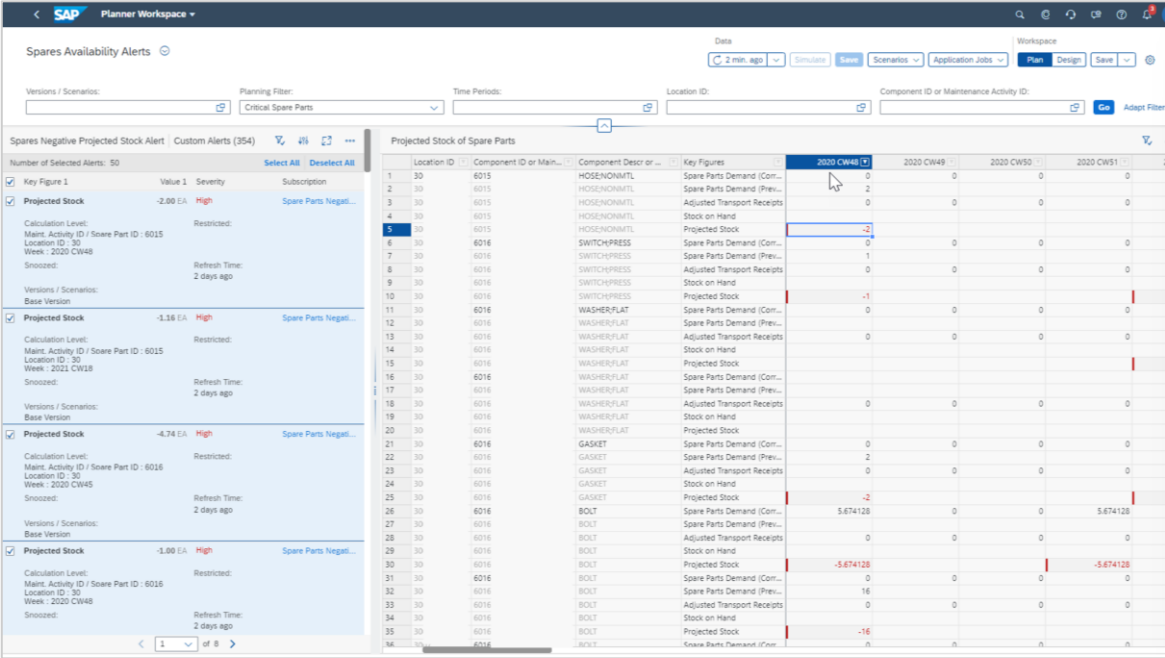 SAP Planner Workspace
3
Spares Availability Alerts
Data
Workspace
2 min. ago Simulate Save Scenarios Application Jobs Plan Design Save
Versions / Scenarios: Planning Filter: Time Periods: Location ID: Component ID or Maintenance Activity ID:
Critical Spare Parts Go Adapt Filter
Spares Negative Projected Stock Alert Custom Alerts (354)
Number of Selected Alerts: 50 Select All Deselect All
Key Figure 1 Value 1 Severity Subscription
Projected Stock -2.00 EA High Spare Parts Negati...
Calculation Level: Restricted:
Maint. Activity ID / Spare Part ID : 6015
Location ID : 30
Week : 2020 CW48
Snoozed: Refresh Time:
2 days ago
Versions / Scenarios:
Base Version
Projected Stock -1.16 EA High Spare Parts Negati...
Calculation Level: Restricted:
Maint. Activity ID / Spare Part ID : 6015
Location ID : 30
Week : 2021 CW18
Snoozed: Refresh Time:
2 days ago
Versions / Scenarios:
Base Version
Projected Stock -4.74 EA High Spare Parts Negati...
Calculation Level: Restricted:
Maint. Activity ID / Spare Part ID : 6016
Location ID : 30
Week : 2020 CW45
Snoozed: Refresh Time:
2 days ago
Versions / Scenarios:
Base Version
Projected Stock -1.00 EA High Spare Parts Negati...
Calculation Level: Restricted:
Maint. Activity ID / Spare Part ID : 6016
Location ID : 30
Week : 2020 CW48
Snoozed: Refresh Time:
2 days ago
1 of 8
Projected Stock of Spare Parts
Location ID Component ID or Main... Component Descr or ... Key Figures 2020 CW48 2020 CW49 2020 CW50 2020 CW51
1 30 6015 HOSE;NONMTL Spare Parts Demand (Com... 0 0 0 0
2 30 6015 HOSE;NONMTL Spare Parts Demand (Prev... 2
3 30 6015 HOSE;NONMTL Adjusted Transport Receipts 0 0 0 0
4 30 6015 HOSE;NONMTL Stock on Hand
5 30 6015 HOSE;NONMTL Projected Stock -2
6 30 6016 SWITCH;PRESS Spare Parts Demand (Corr... 0 0 0 0
7 30 6016 SWITCH;PRESS Spare Parts Demand (Prev... 1
8 30 6016 SWITCH;PRESS Adjusted Transport Receipts 0 0 0 0
9 30 6016 SWITCH;PRESS Stock on Hand
10 30 6016 SWITCH;PRESS Projected Stock -1
11 30 6016 WASHER;FLAT Spare Parts Demand (Corr... 0 0 0 0
12 30 6016 WASHER;FLAT Spare Parts Demand (Prev...
13 30 6016 WASHER;FLAT Adjusted Transport Receipts 0 0 0 0
14 30 6016 WASHER;FLAT Stock on Hand
15 30 6016 WASHER;FLAT Projected Stock
16 30 6016 WASHER;FLAT Spare Parts Demand (Corr...
17 30 6016 WASHER;FLAT Spare Parts Demand (Prev...
18 30 6016 WASHER;FLAT Adjusted Transport Receipts 0 0 0 0
19 30 6016 WASHER;FLAT Stock on Hand
20 30 6016 WASHER;FLAT Projected Stock
21 30 6016 GASKET Spare Parts Demand (Corr... 0 0 0 0
22 30 6016 GASKET Spare Parts Demand (Prev... 2
23 30 6016 GASKET Adjusted Transport Receipts 0 0 0 0
24 30 6016 GASKET Stock on Hand
25 30 6016 GASKET Projected Stock -2
26 30 6016 BOLT Spare Parts Demand (Corr... 5.674128 0 0 5.674128
27 30 6016 BOLT Spare Parts Demand (Prev...
28 30 6016 BOLT Adjusted Transport Receipts 0 0 0 0
29 30 6016 BOLT Stock on Hand
30 30 6016 BOLT Projected Stock -5.674128 -5.674128
31 30 6016 BOLT Spare Parts Demand (Corr... 0 0 0 0
32 30 6016 BOLT Spare Parts Demand (Prev... 16
33 30 6016 BOLT Adjusted Transport Receipts 0 0 0 0
34 30 6016 BOLT Stock on Hand
35 30 6016 BOLT Projected Stock -16
36 30 6016 BOLT Spare Parts Demand (Corr... 0 0 0 0